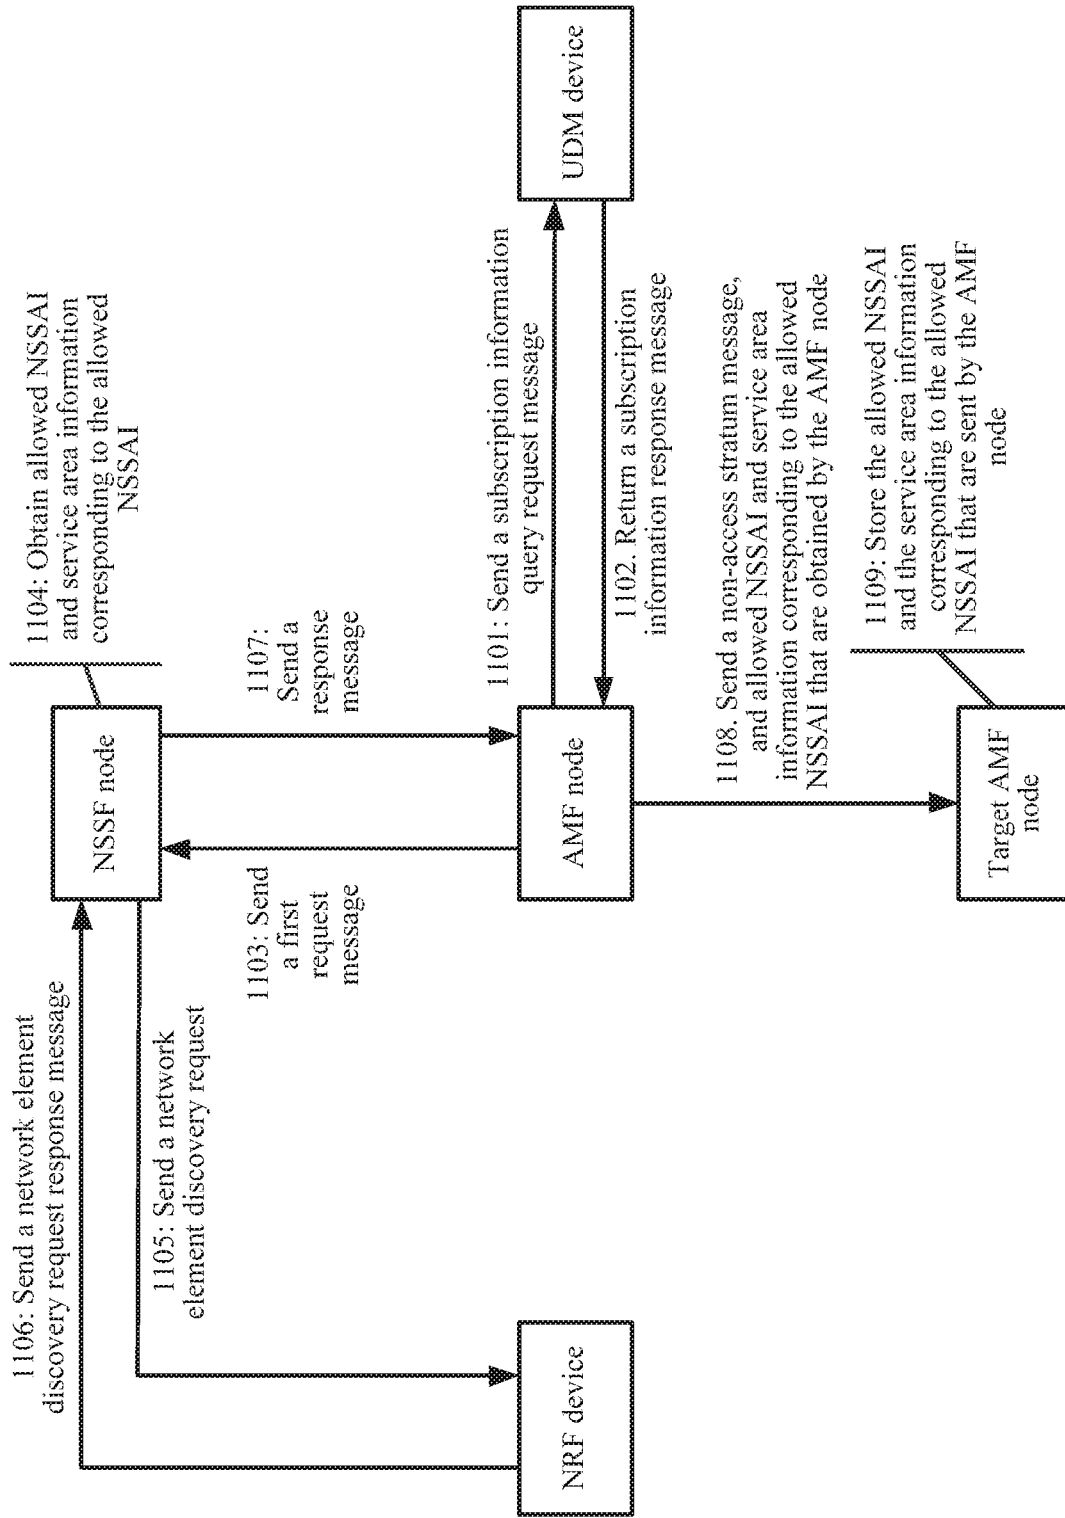 1106: Send a network element
discovery request response message
1105: Send a network
element discovery request
NRF device
NSSF node
1104: Obtain allowed NSSAI
and service area information
corresponding to the allowed
NSSAI
1103: Send
a first
request
message
1107:
Send a
response
message
AMF node
1101: Send a subscription information
query request message
1102. Return a subscription
information response message
UDM device
1108. Send a non-access stratum message,
and allowed NSSAI and service area
information corresponding to the allowed
NSSAI that are obtained by the AMF node
Target AMF
node
1109: Store the allowed NSSAI
and the service area information
corresponding to the allowed
NSSAI that are sent by the AMF
node